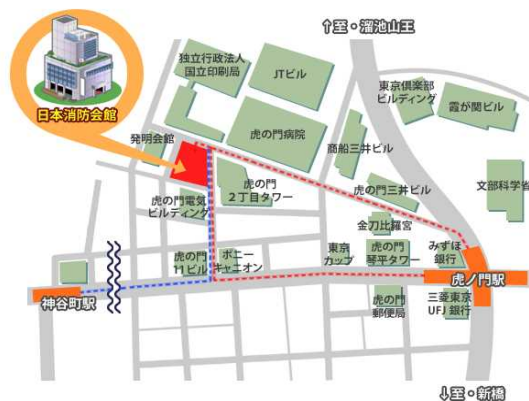 ↑至・溜池山王
独立行政法人
国立印刷局
JTビル
東京倶楽部
ビルディング
霞が関ビル
日本消防会館
発明会館
虎の門病院
商船三井ビル
虎の門電気
ビルディング
虎の門
2丁目タワー
虎の門三井ビル
文部科学省
金刀比羅宮
虎の門
11ビル
ポニー
キャニオン
東京
カップ
虎の門
琴平タワー
みずほ
銀行
神谷町駅
虎ノ門駅
虎の門
郵便局
三菱東京
UFJ 銀行
↓至・新橋